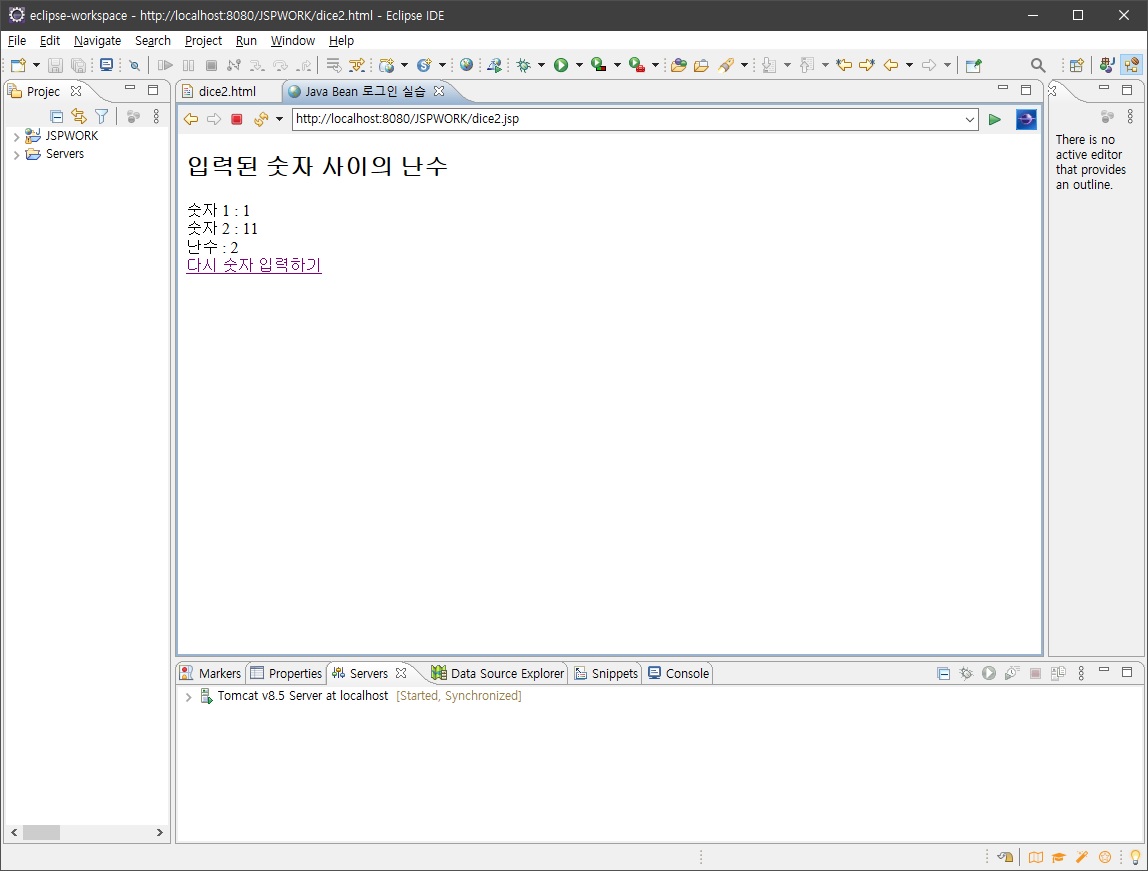 eclipse-workspace - http://localhost:8080/JSPWORK/dice2.html - Eclipse IDE
File Edit Navigate Search Project Run Window Help
Projec
dice2.html
Java Bean 로그인 실습
http://localhost:8080/JSPWORK/dice2.jsp
JSPWORK
Servers
입력된 숫자 사이의 난수
숫자 1 : 1
숫자 2 : 11
난수 : 2
다시 숫자 입력하기
There is no
active editor
that provides
an outline.
Markers Properties Servers Data Source Explorer Snippets Console
Tomcat v8.5 Server at localhost [Started, Synchronized]